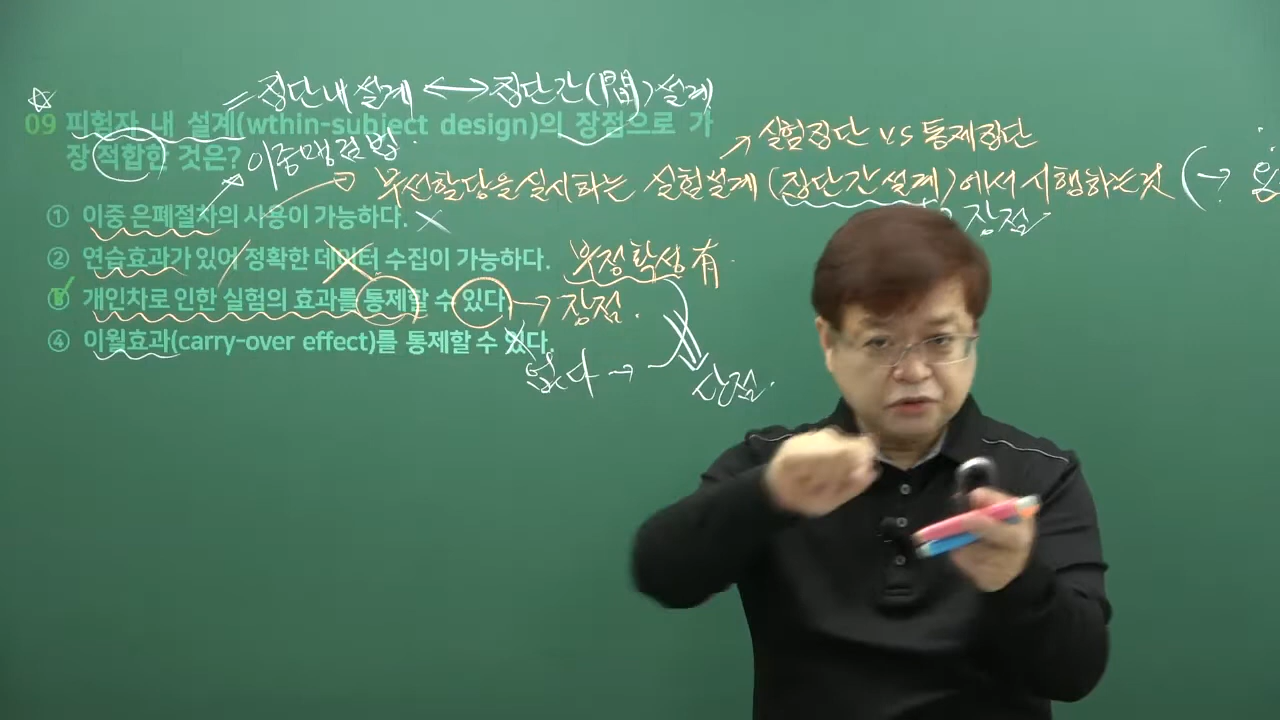 = 집단내 설계 ↔ 집단간(間)설계
☆
09 피험자 내 설계(wthin-subject design)의 장점으로 가
장 적합한 것은?
→ 이중맹검법.
→ 실험집단 vs 통제집단
→ 무선할당을 실시하는 실험설계 (집단간 설계)에서 시행하는것 (→
장점
① 이중 은폐절차의 사용이 가능하다. ×
② 연습효과가 있어 정확한 데이터 수집이 가능하다. 부정확성 有.
③ 개인차로 인한 실험의 효과를 통제할 수 있다. → 장점.
④ 이월효과(carry-over effect)를 통제할 수 있다.
없다 → 단점.